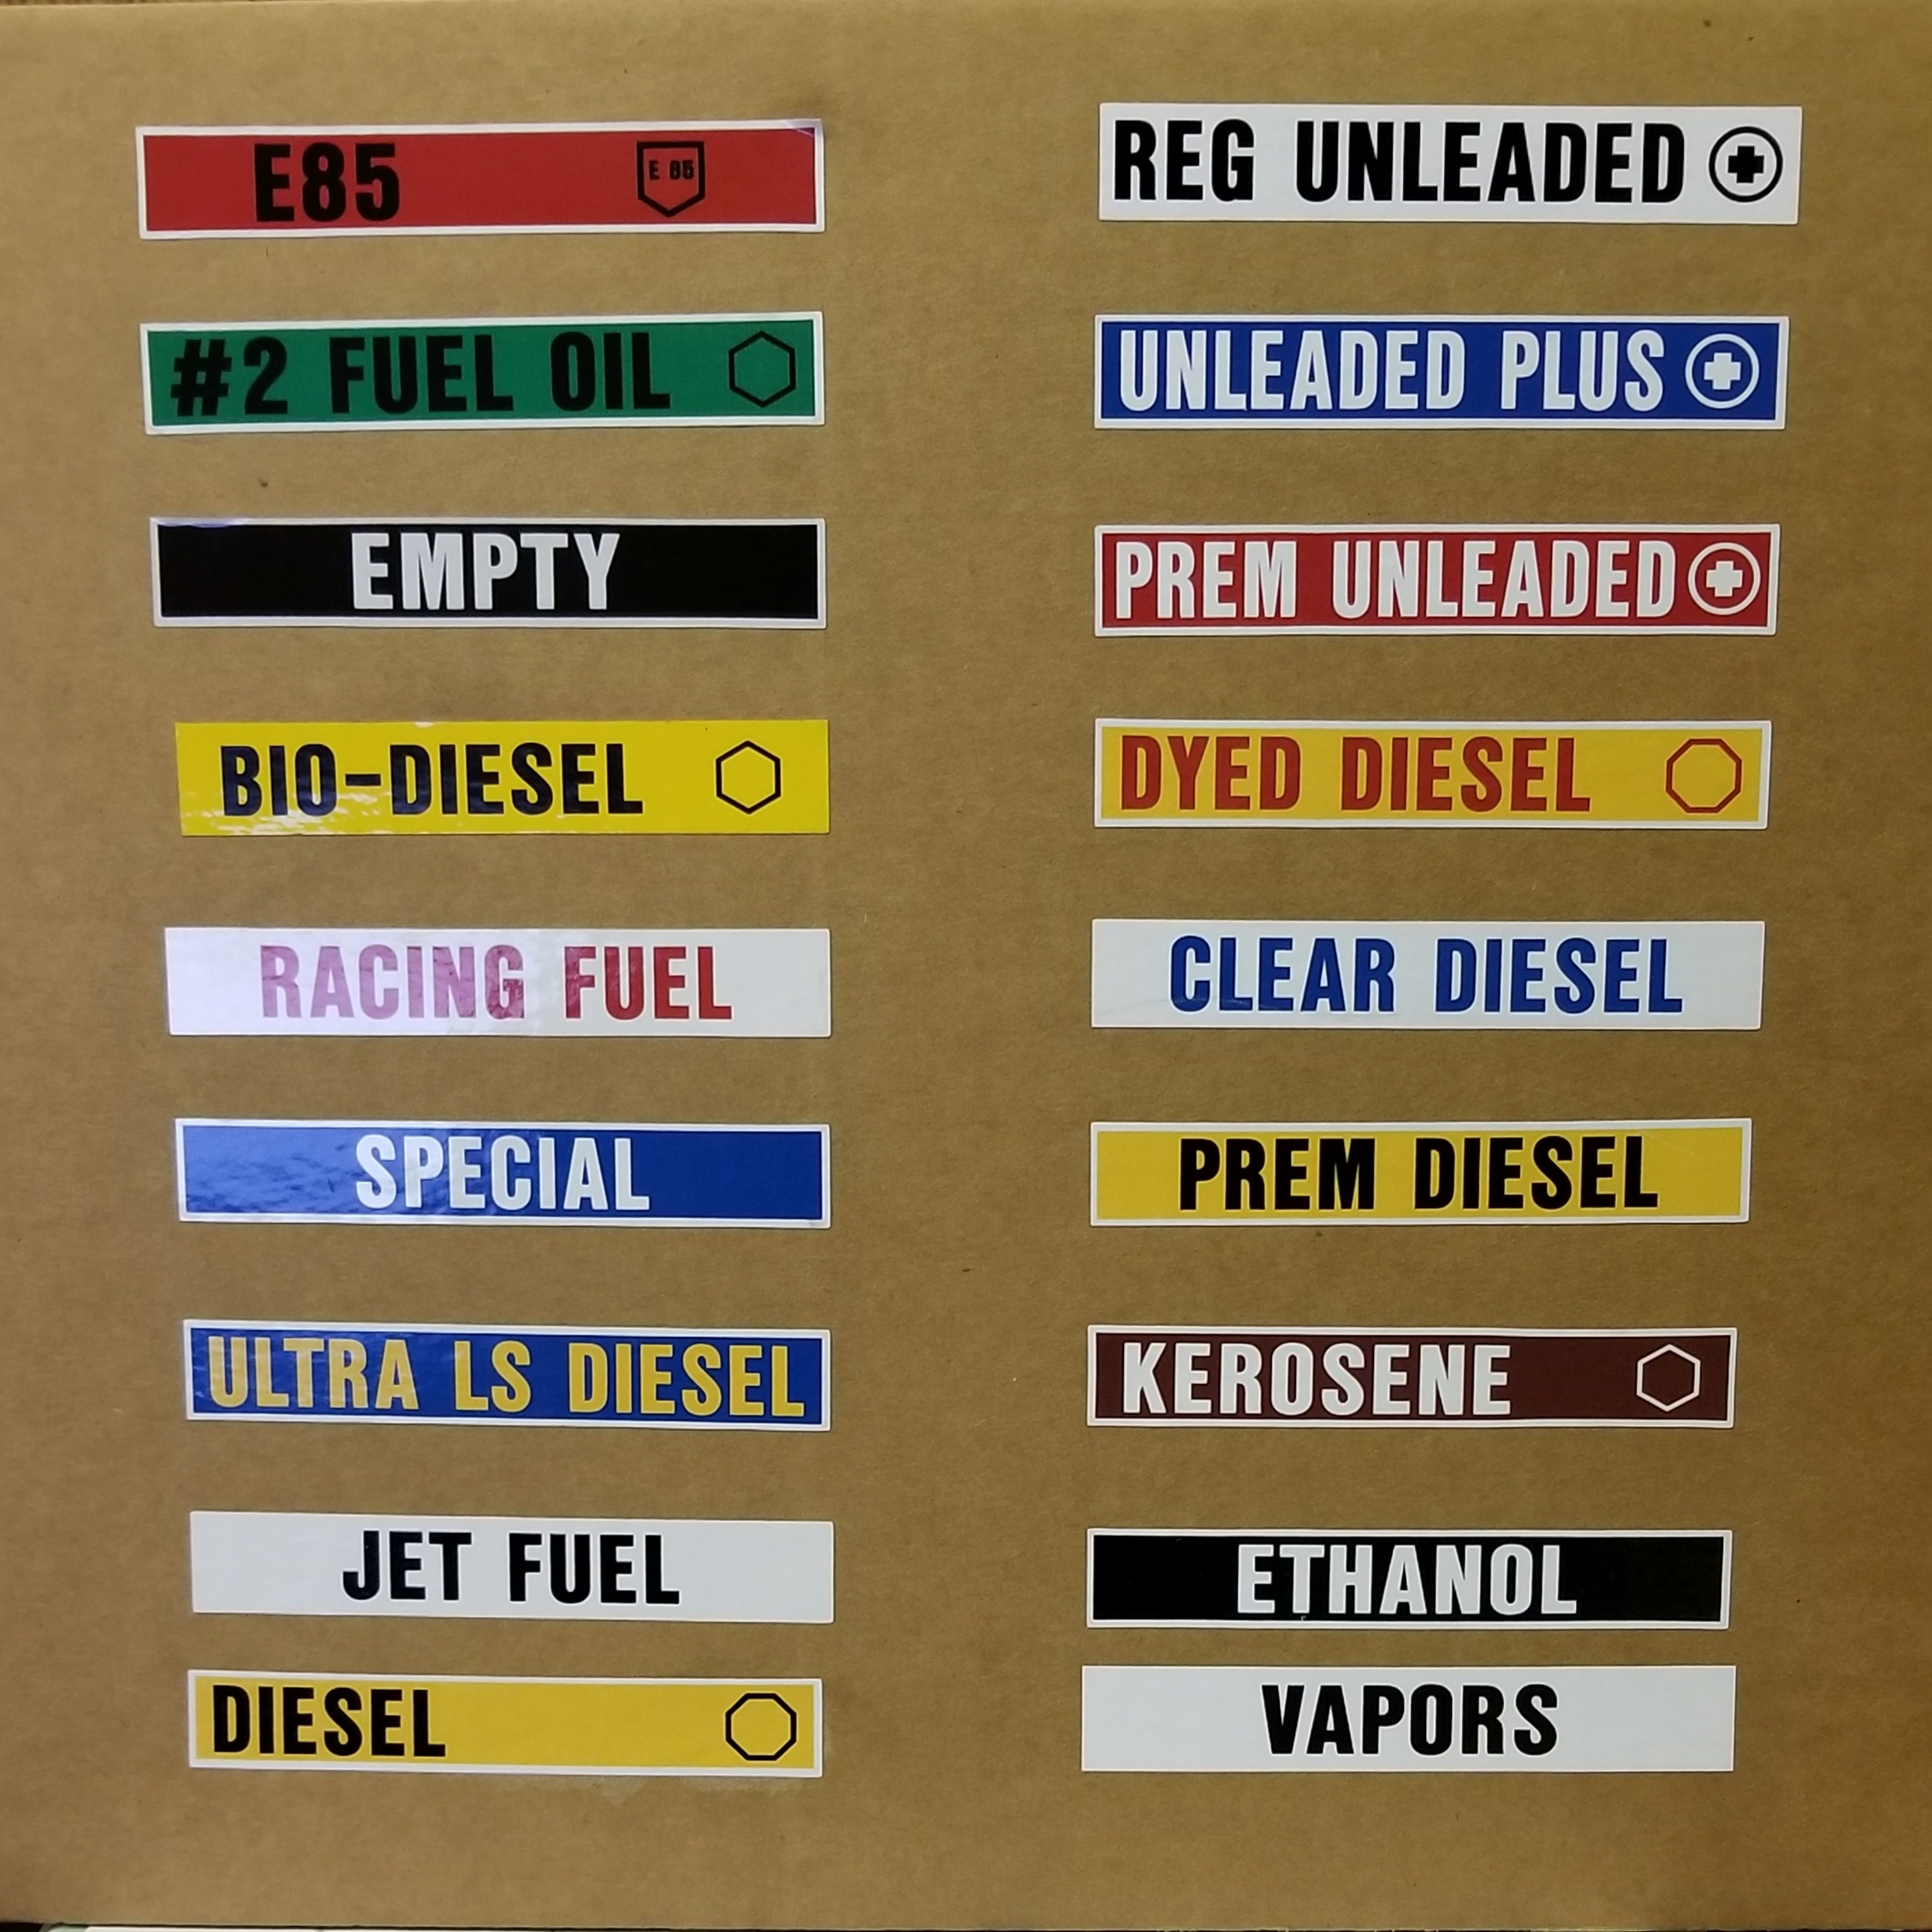 E85
E 85
#2 FUEL OIL
EMPTY
BIO-DIESEL
RACING FUEL
SPECIAL
ULTRA LS DIESEL
JET FUEL
DIESEL
REG UNLEADED
UNLEADED PLUS
PREM UNLEADED
DYED DIESEL
CLEAR DIESEL
PREM DIESEL
KEROSENE
ETHANOL
VAPORS